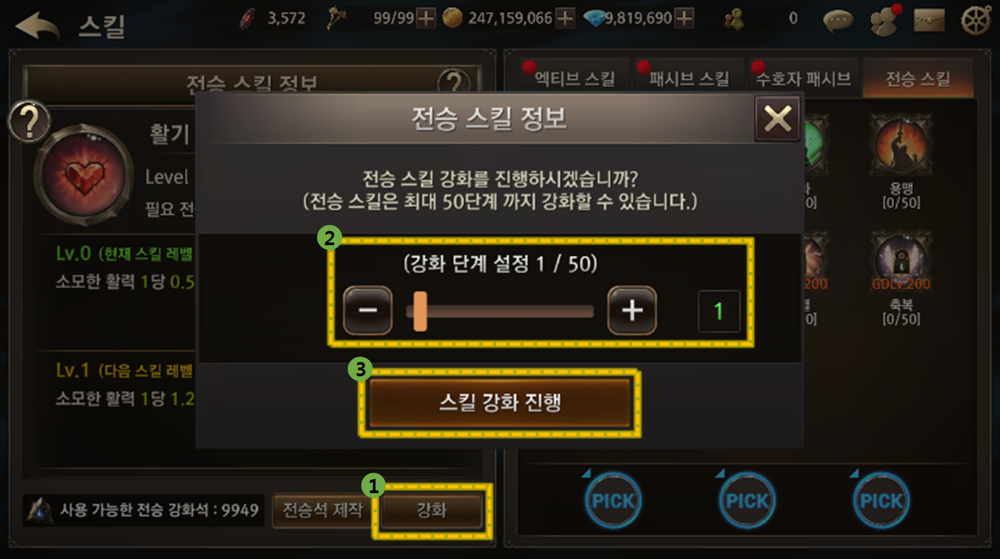 스킬
3,572
99/99
247,159,066
9,819,690
0
전승 스킬 정보
?
엑티브 스킬
패시브 스킬
수호자 패시브
전승 스킬
?
활기
Level
필요 전
Lv.0 (현재 스킬 레벨
소모한 활력 1당 0.5
Lv.1 (다음 스킬 레벨
소모한 활력 1당 1.2
전승 스킬 정보
전승 스킬 강화를 진행하시겠습니까?
(전승 스킬은 최대 50단계 까지 강화할 수 있습니다.)
2
(강화 단계 설정 1 / 50)
1
3
스킬 강화 진행
용맹
0]
[0/50]
200
GDLv.200
축복
0]
[0/50]
1
사용 가능한 전승 강화석 : 9949
전승석 제작
강화
PICK
PICK
PICK